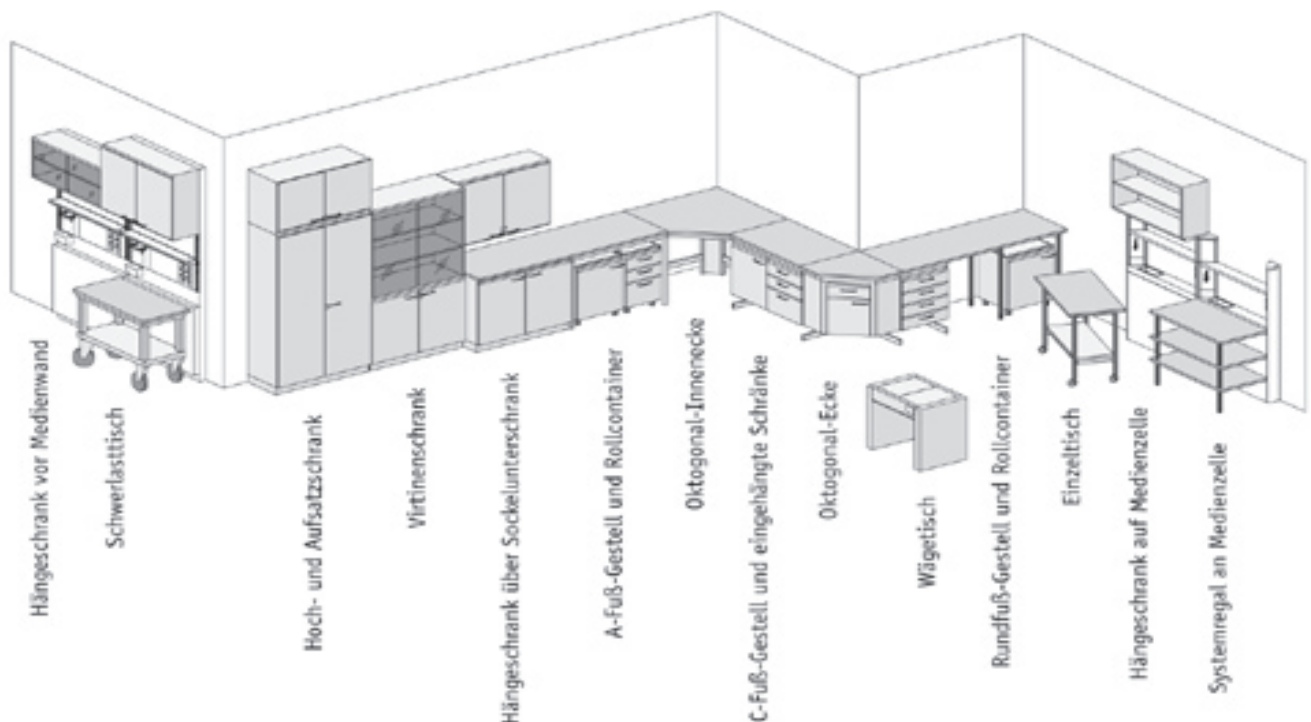 Hängeschrank vor Medienwand
Schwerlasttisch
Hoch- und Aufsatzschrank
Virtinenschrank
Hängeschrank über Sockelunterschrank
A-Fuß-Gestell und Rollcontainer
Oktogonal-Innenecke
C-Fuß-Gestell und eingehängte Schränke
Oktogonal-Ecke
Wägetisch
Rundfuß-Gestell und Rollcontainer
Einzeltisch
Hängeschrank auf Medienzelle
Systemregal an Medienzelle